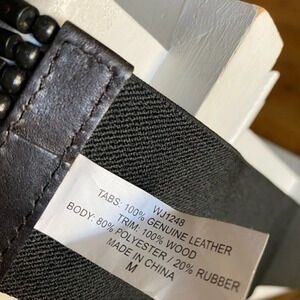 WJ1248
TABS: 100% GENUINE LEATHER
TRIM: 100% WOOD
BODY: 80% POLYESTER / 20% RUBBER
MADE IN CHINA
M